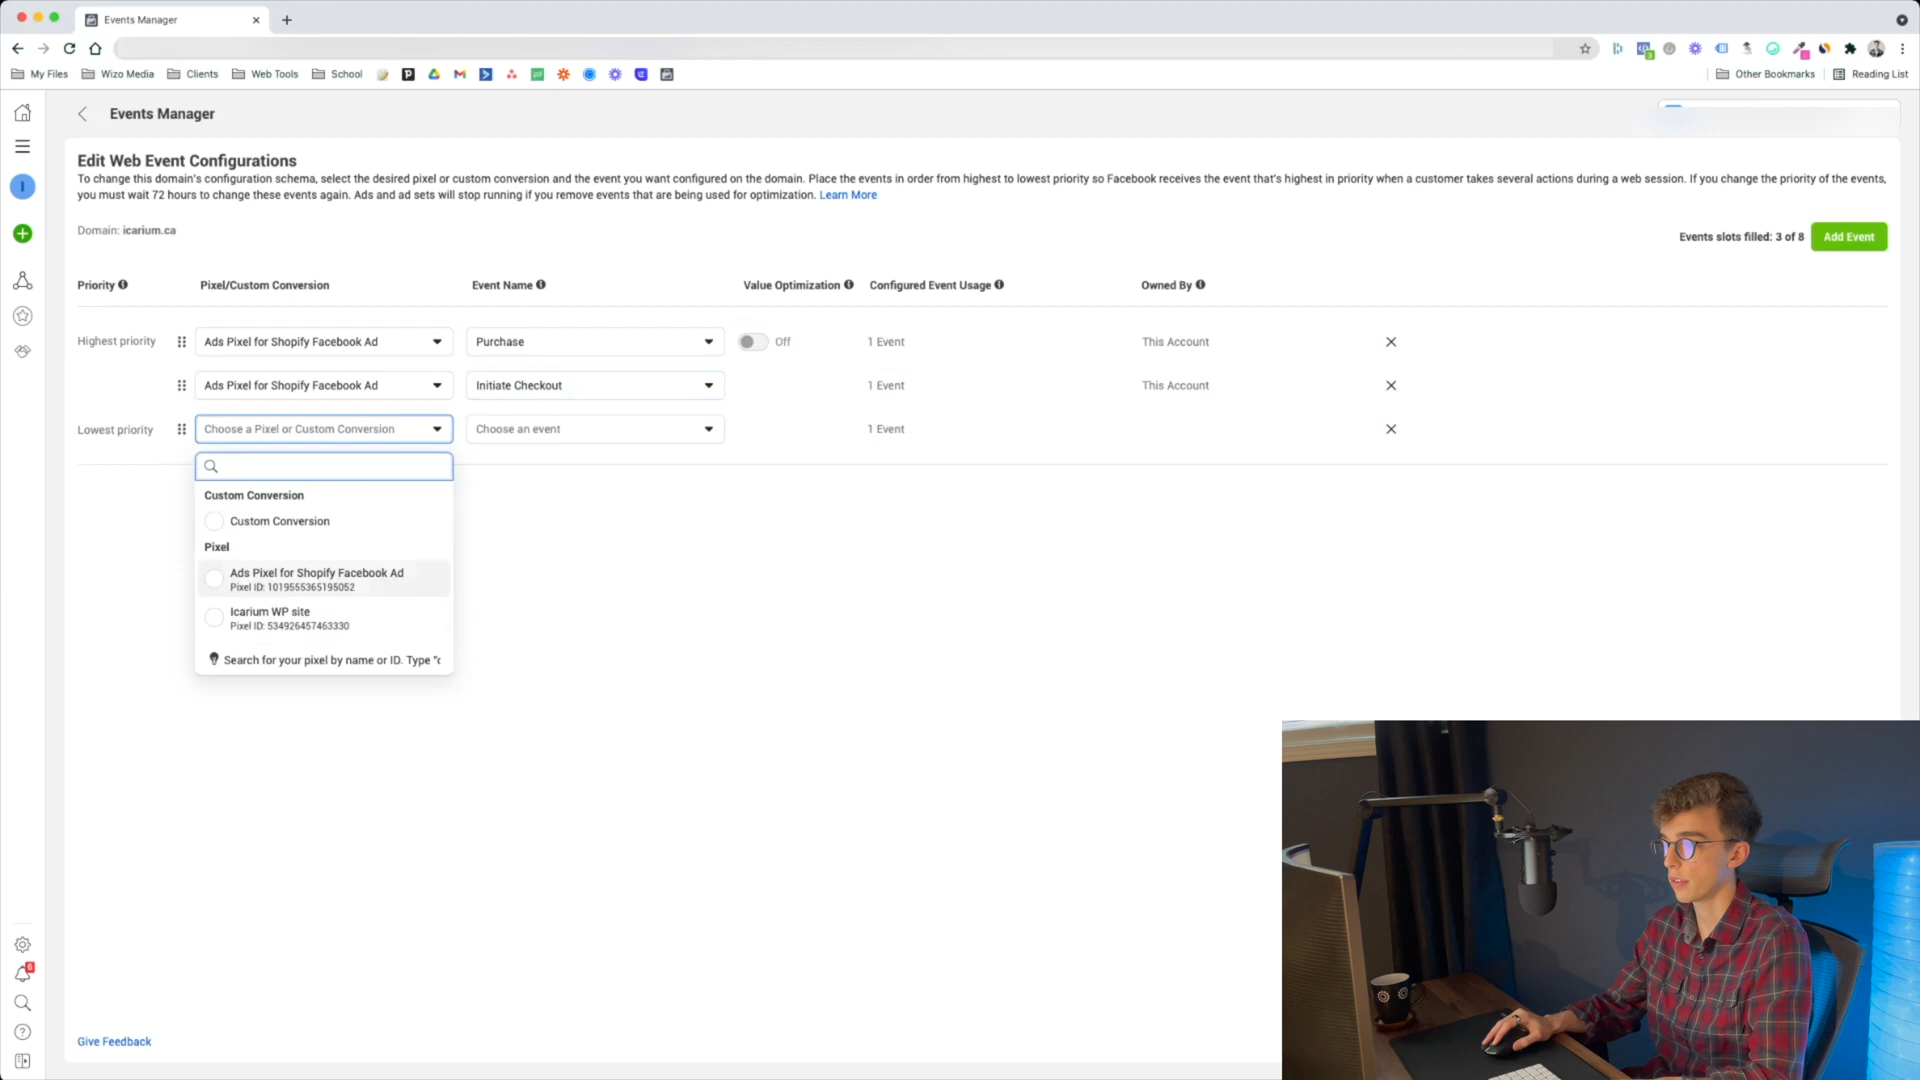 Events Manager
My Files
Wizo Media
Clients
Web Tools
School
Other Bookmarks
Reading List
Events Manager
Edit Web Event Configurations
To change this domain's configuration schema, select the desired pixel or custom conversion and the event you want configured on the domain. Place the events in order from highest to lowest priority so Facebook receives the event that's highest in priority when a customer takes several actions during a web session. If you change the priority of the events,
you must wait 72 hours to change these events again. Ads and ad sets will stop running if you remove events that are being used for optimization. Learn More
Domain: icarium.ca
Events slots filled: 3 of 8
Add Event
Priority
Pixel/Custom Conversion
Event Name
Value Optimization
Configured Event Usage
Owned By
Highest priority
Ads Pixel for Shopify Facebook Ad
Purchase
Off
1 Event
This Account
Ads Pixel for Shopify Facebook Ad
Initiate Checkout
1 Event
This Account
Lowest priority
Choose a Pixel or Custom Conversion
Choose an event
1 Event
Custom Conversion
Custom Conversion
Pixel
Ads Pixel for Shopify Facebook Ad
Pixel ID: 1019555365195052
Icarium WP site
Pixel ID: 534926457463330
Search for your pixel by name or ID. Type "c
I
6
Give Feedback